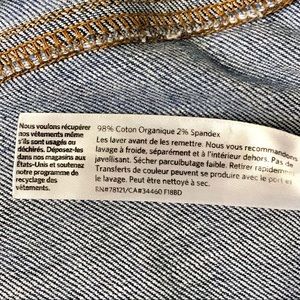 Nous voulons récupérer
vos vêtements même
s'ils sont usagés ou
déchirés. Déposez-les
dans nos magasins aux
États-Unis et soutenez
notre programme de
recyclage des
vêtements.
98% Coton Organique 2% Spandex
Les laver avant de les remettre. Nous vous recommandons
lavage à froide, séparément et à l'intérieur dehors. Pas de
javellisant. Sécher parculbutage faible. Retirer rapidement.
Transferts de couleur peuvent se produire avec le port et
le lavage. Peut être nettoyé à sec.
RN#78121/CA#34460 F18BD